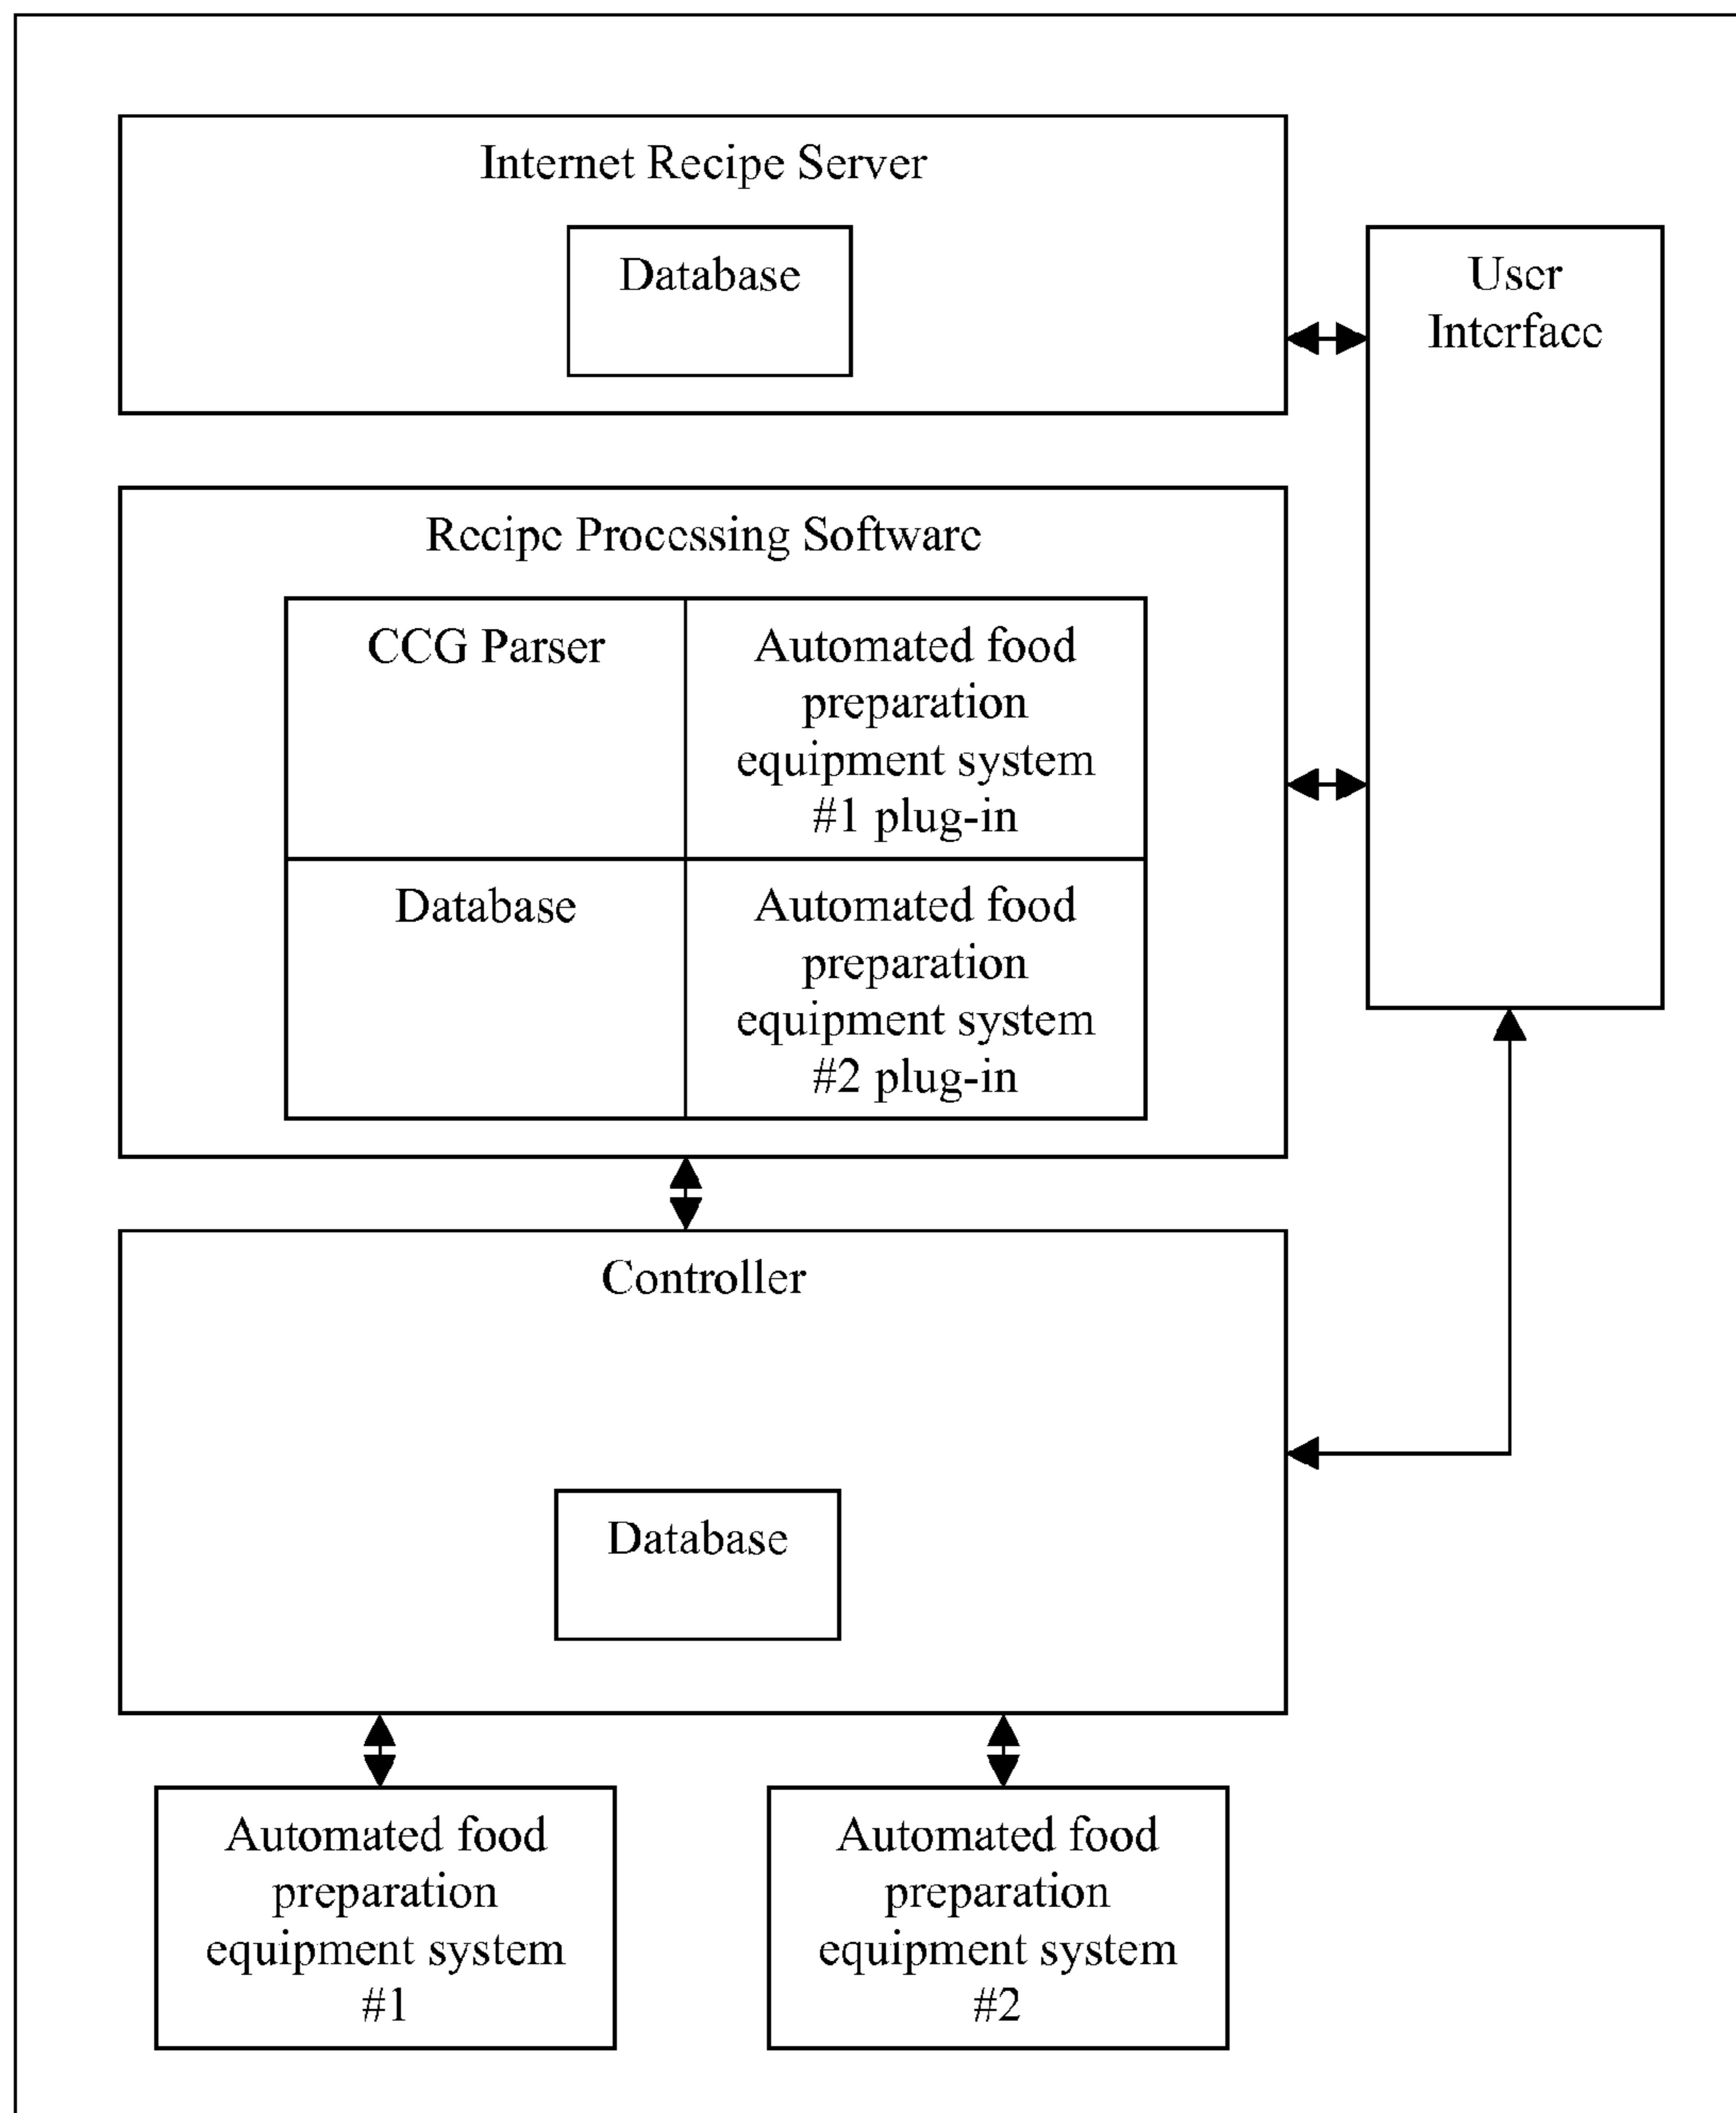 Internet Recipe Server
Database
User
Interface
Recipe Processing Software
CCG Parser
Automated food
preparation
equipment system
#1 plug-in
Database
Automated food
preparation
equipment system
#2 plug-in
Controller
Database
Automated food
preparation
equipment system
#1
Automated food
preparation
equipment system
#2